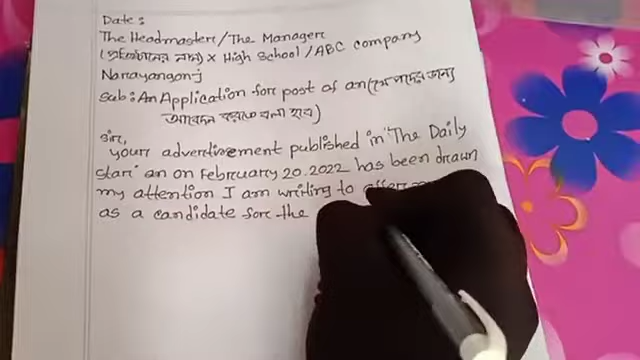 Date:
The Headmaster/The Manager
(প্রতিষ্ঠানের নাম) X High School / ABC company
Narayangonj
Sub: An Application for post of an (যে পদের জন্য
আবেদন করতে বলা হবে)
Sir,
your advertisement published in "The Daily
Star" an on February 20.2022 has been drawn
my attention I am writing to offer
as a candidate for the